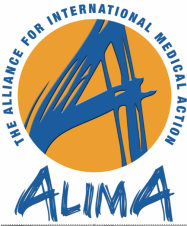 THE ALLIANCE FOR INTERNATIONAL MEDICAL ACTION
ALIMA